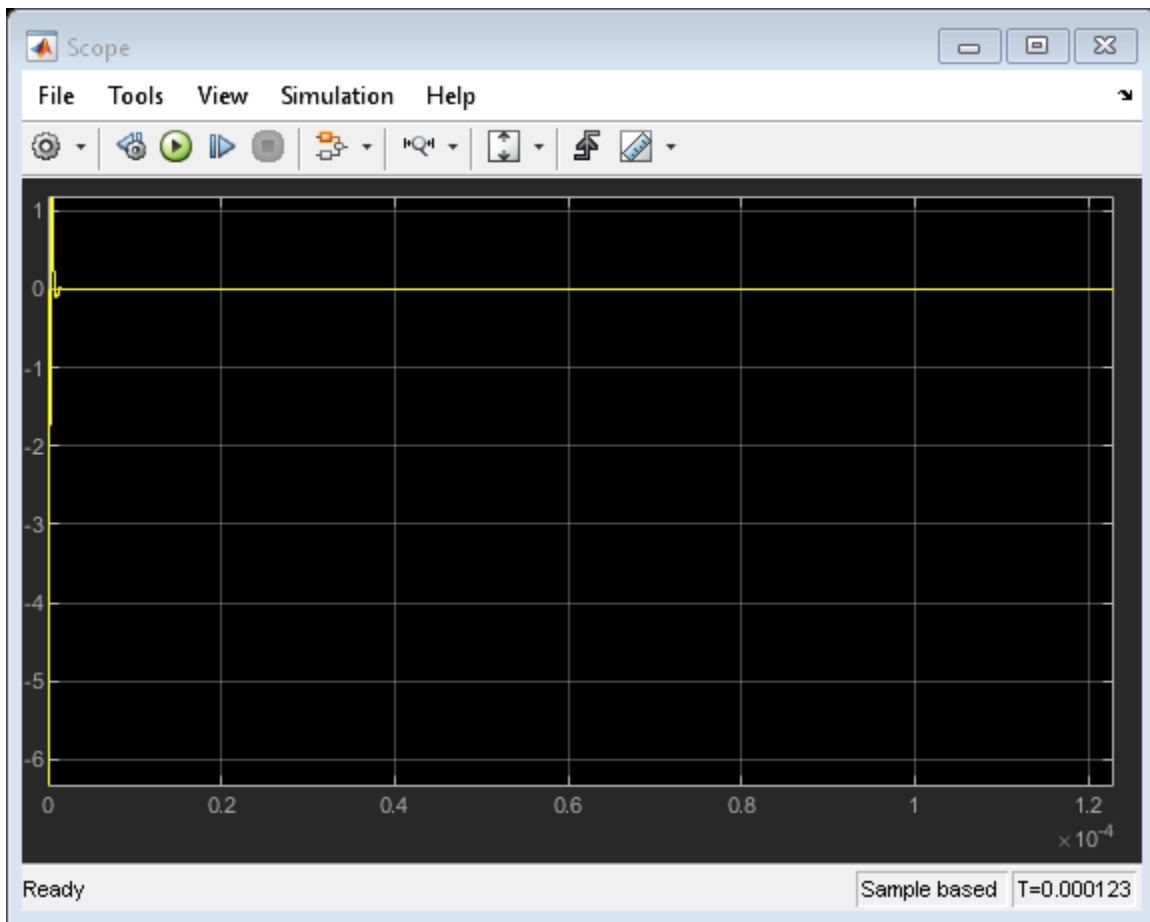 Scope
File Tools View Simulation Help
1
0
-1
-2
-3
-4
-5
-6
0 0.2 0.4 0.6 0.8 1 1.2
×10⁻⁴
Ready Sample based T=0.000123